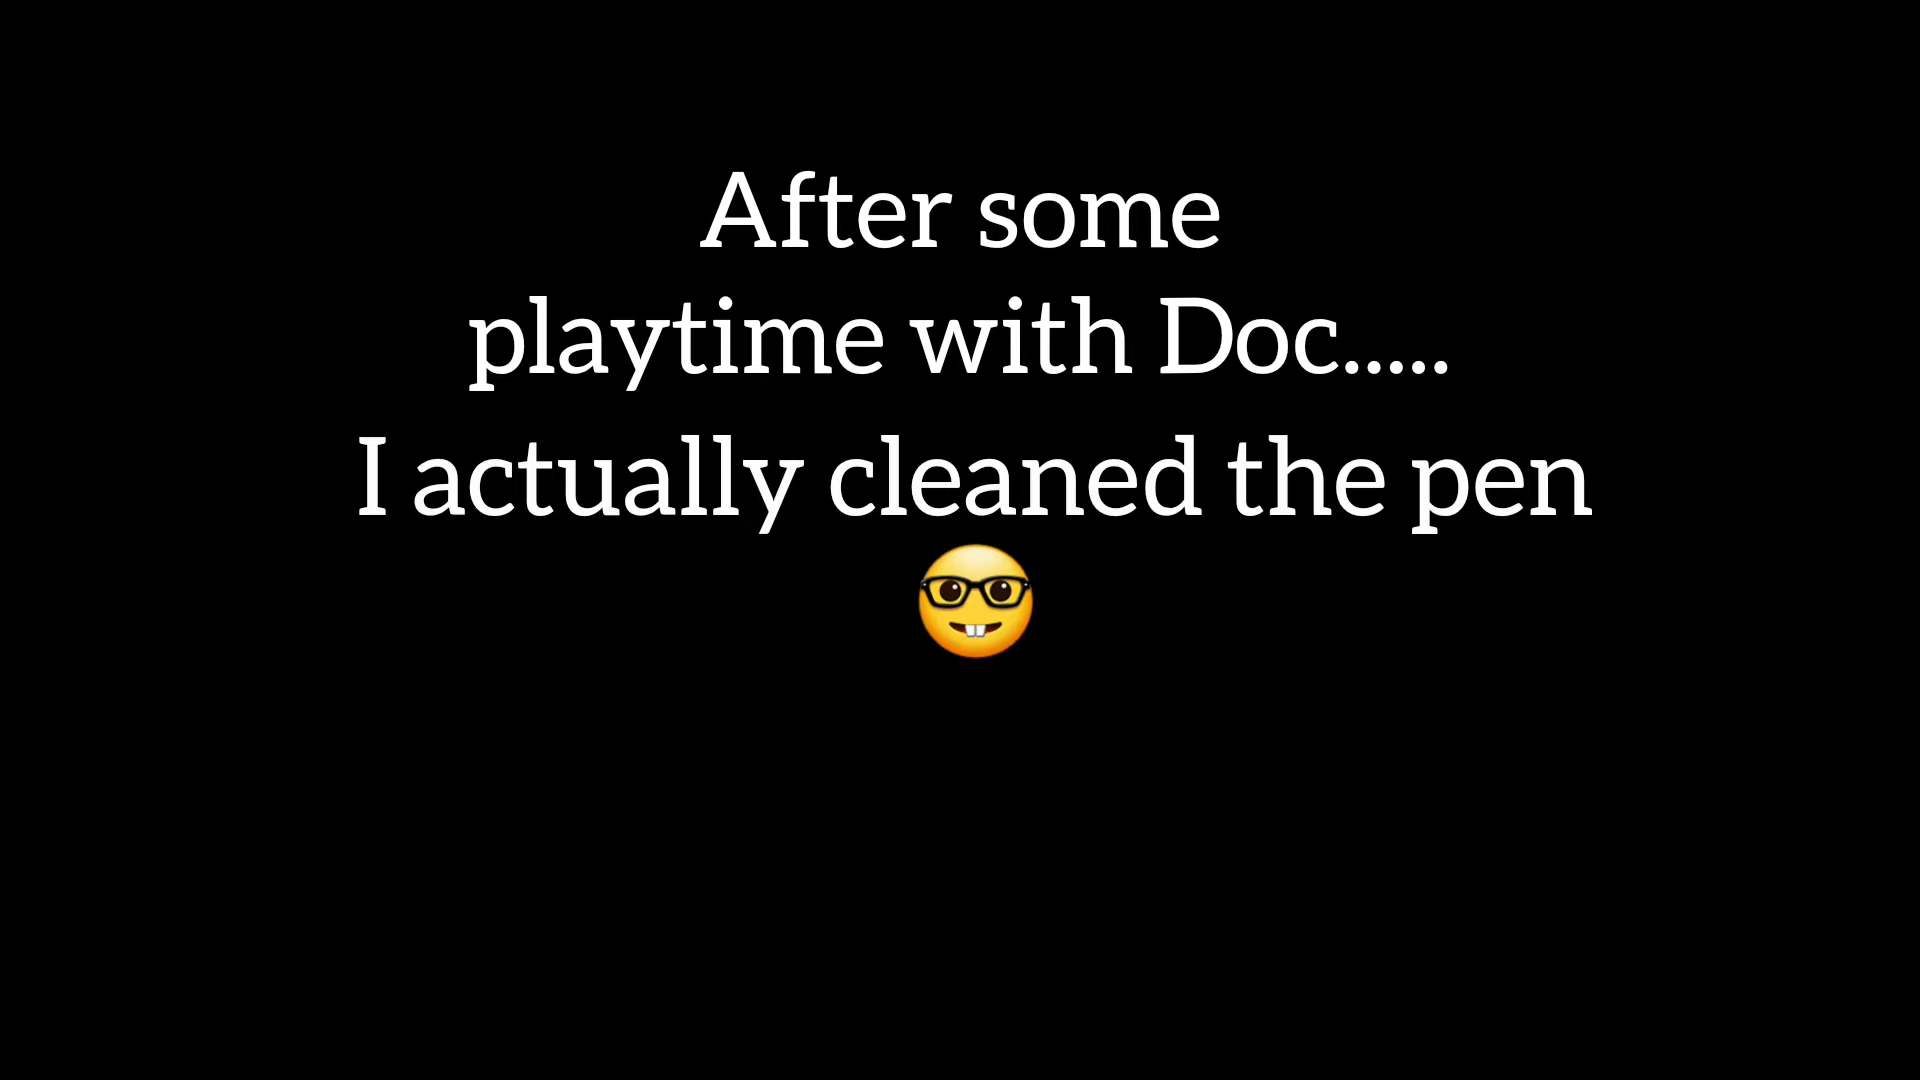 After some
playtime with Doc.....
I actually cleaned the pen
🤓